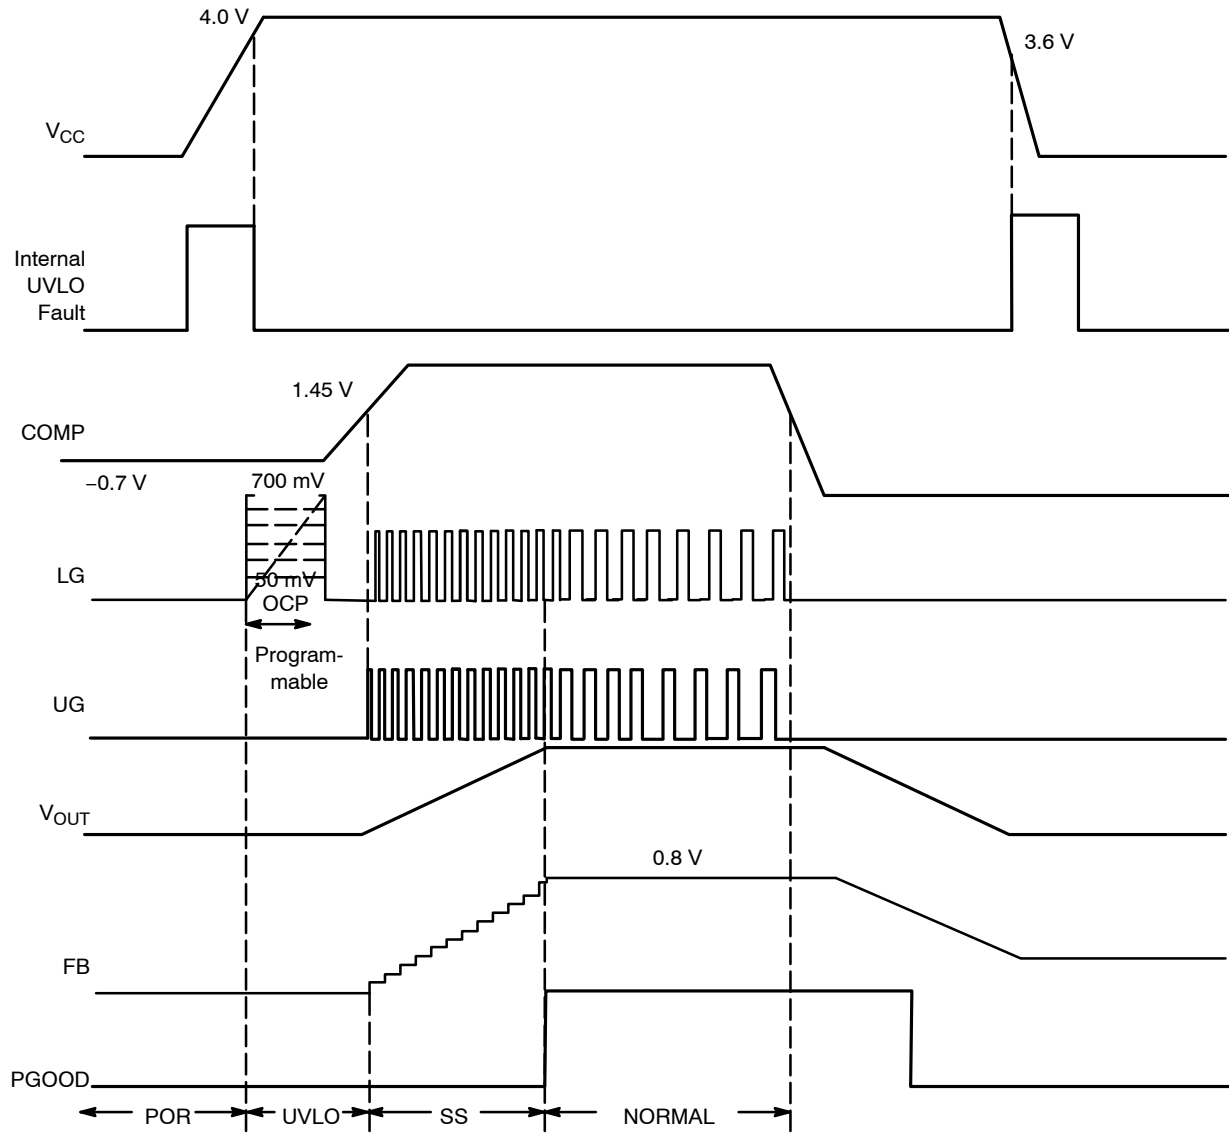 4.0 V
3.6 V
VCC
Internal
UVLO
Fault
1.45 V
COMP
−0.7 V
700 mV
LG
50 mV
OCP
Program-
mable
UG
VOUT
0.8 V
FB
PGOOD
POR UVLO SS NORMAL